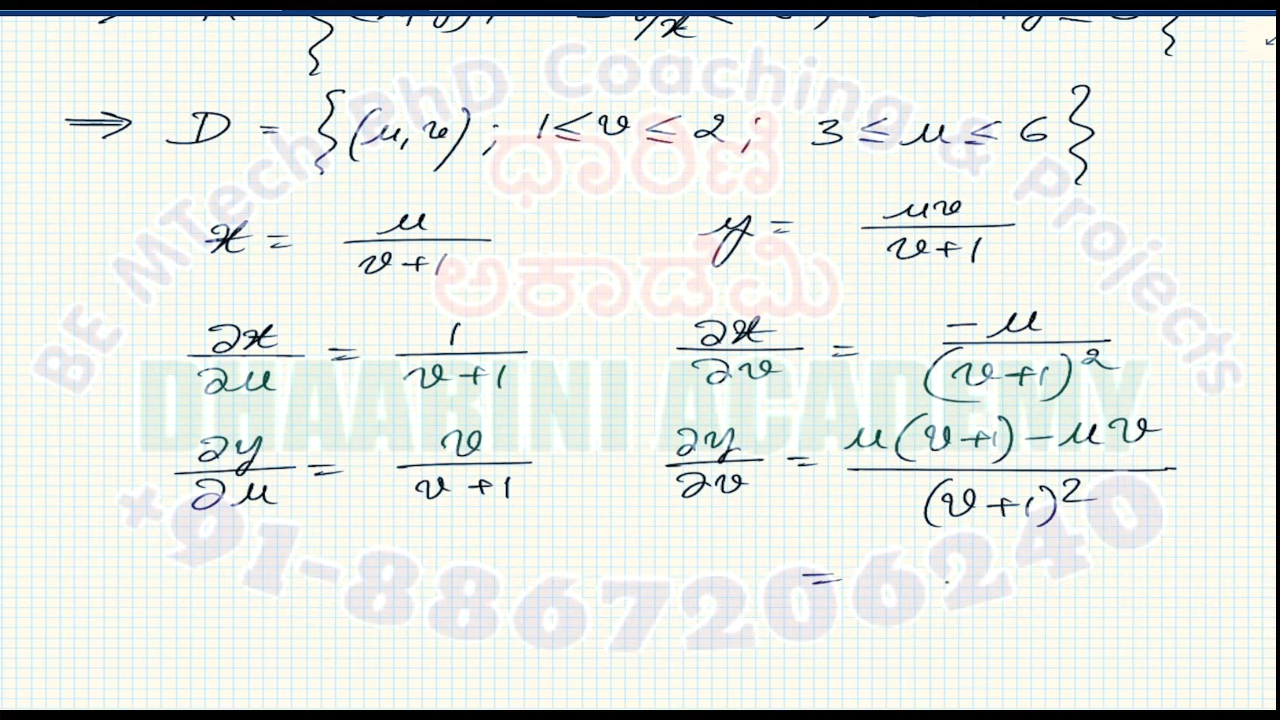 ⇒ D = {(u, v) ; 1 ≤ v ≤ 2 ; 3 ≤ u ≤ 6}
x = u/(v+1) y = uv/(v+1)
∂x/∂u = 1/(v+1) ∂x/∂v = -u/(v+1)²
∂y/∂u = v/(v+1) ∂y/∂v = (u(v+1) - uv)/(v+1)²
=
BE MTech PhD Coaching & Projects
ಧಾರಿಣಿ
ಅಕಾಡೆಮಿ
DHAARINI ACADEMY
+91-8867206240